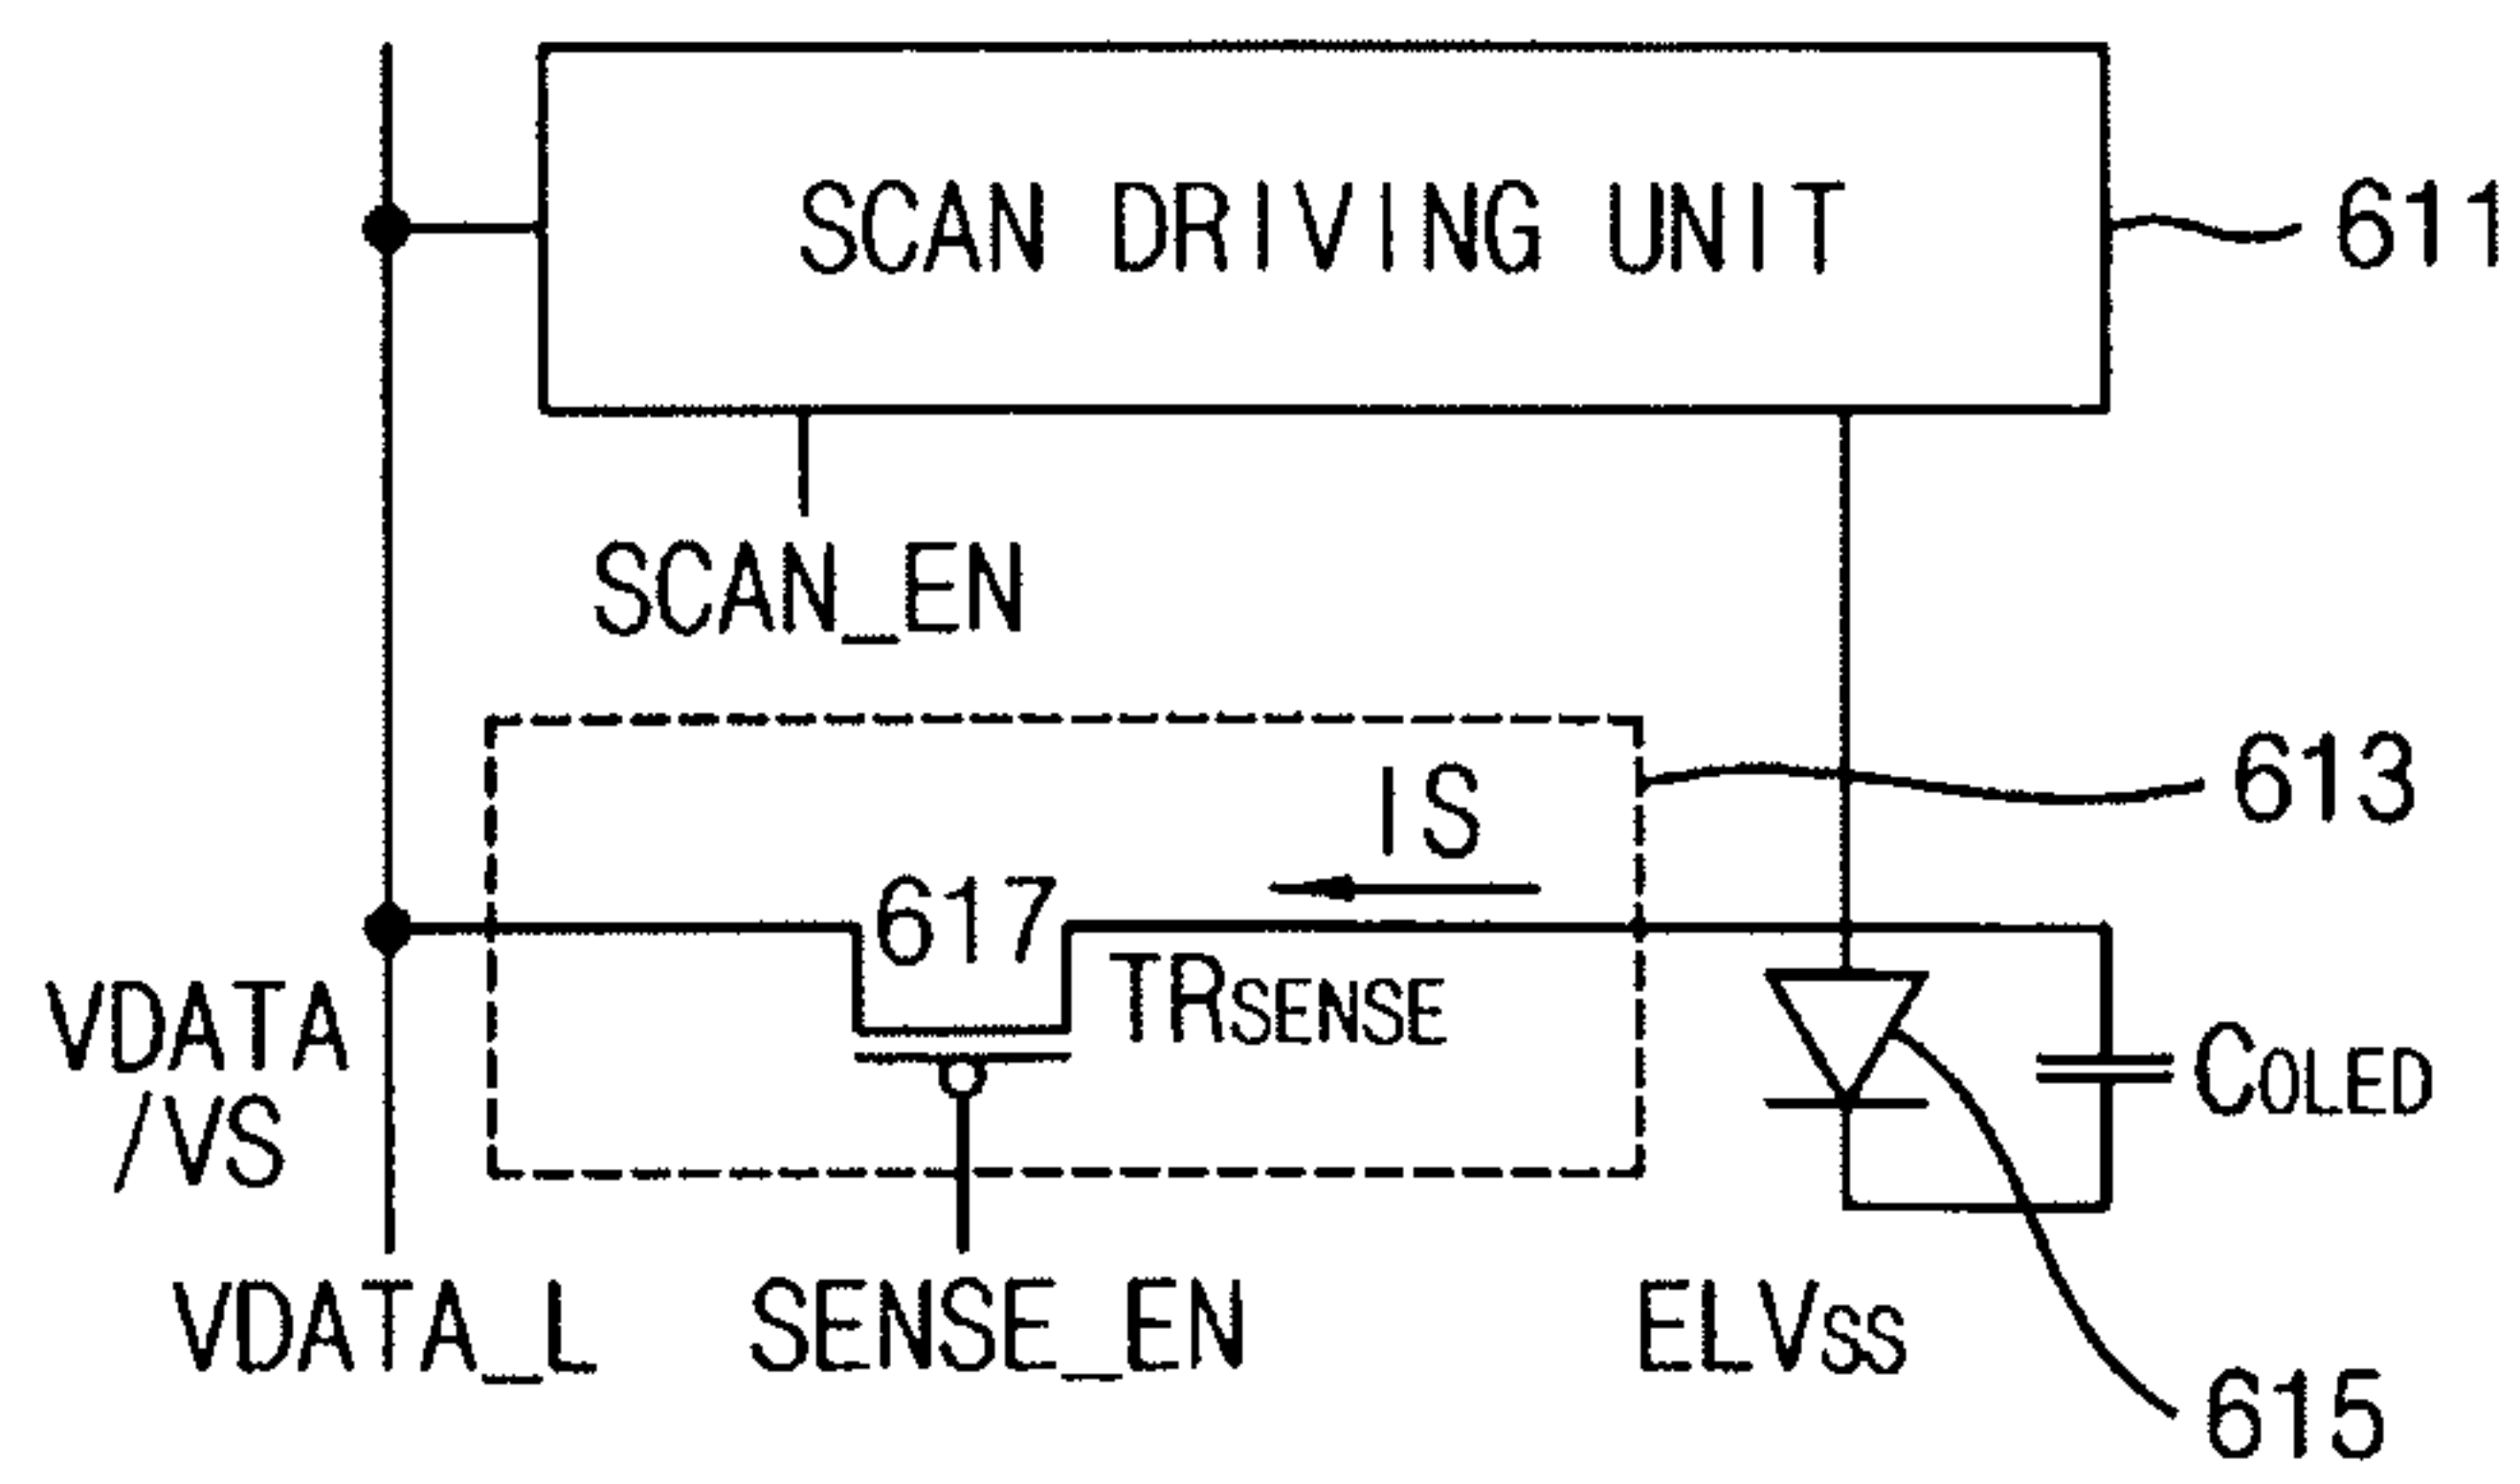 SCAN DRIVING UNIT
611
SCAN_EN
613
IS
617
TRSENSE
VDATA
/VS
COLED
VDATA_L
SENSE_EN
ELVSS
615